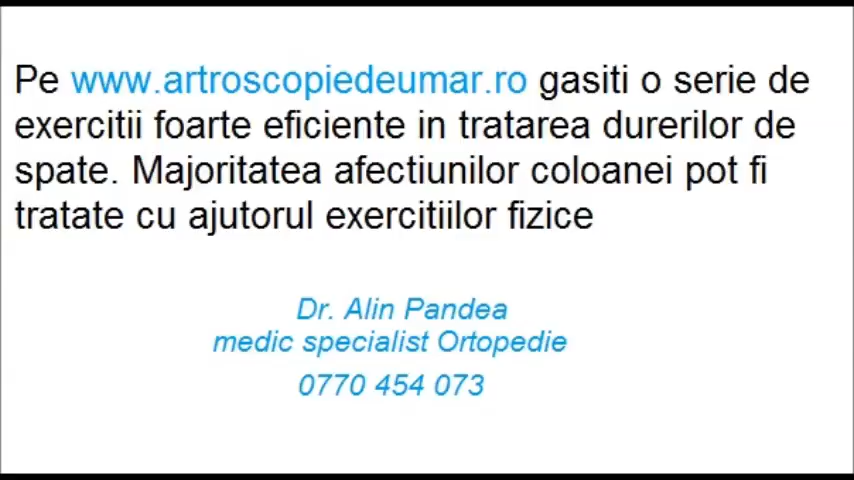 Pe www.artroscopiedeumar.ro gasiti o serie de
exercitii foarte eficiente in tratarea durerilor de
spate. Majoritatea afectiunilor coloanei pot fi
tratate cu ajutorul exercitiilor fizice
Dr. Alin Pandea
medic specialist Ortopedie
0770 454 073